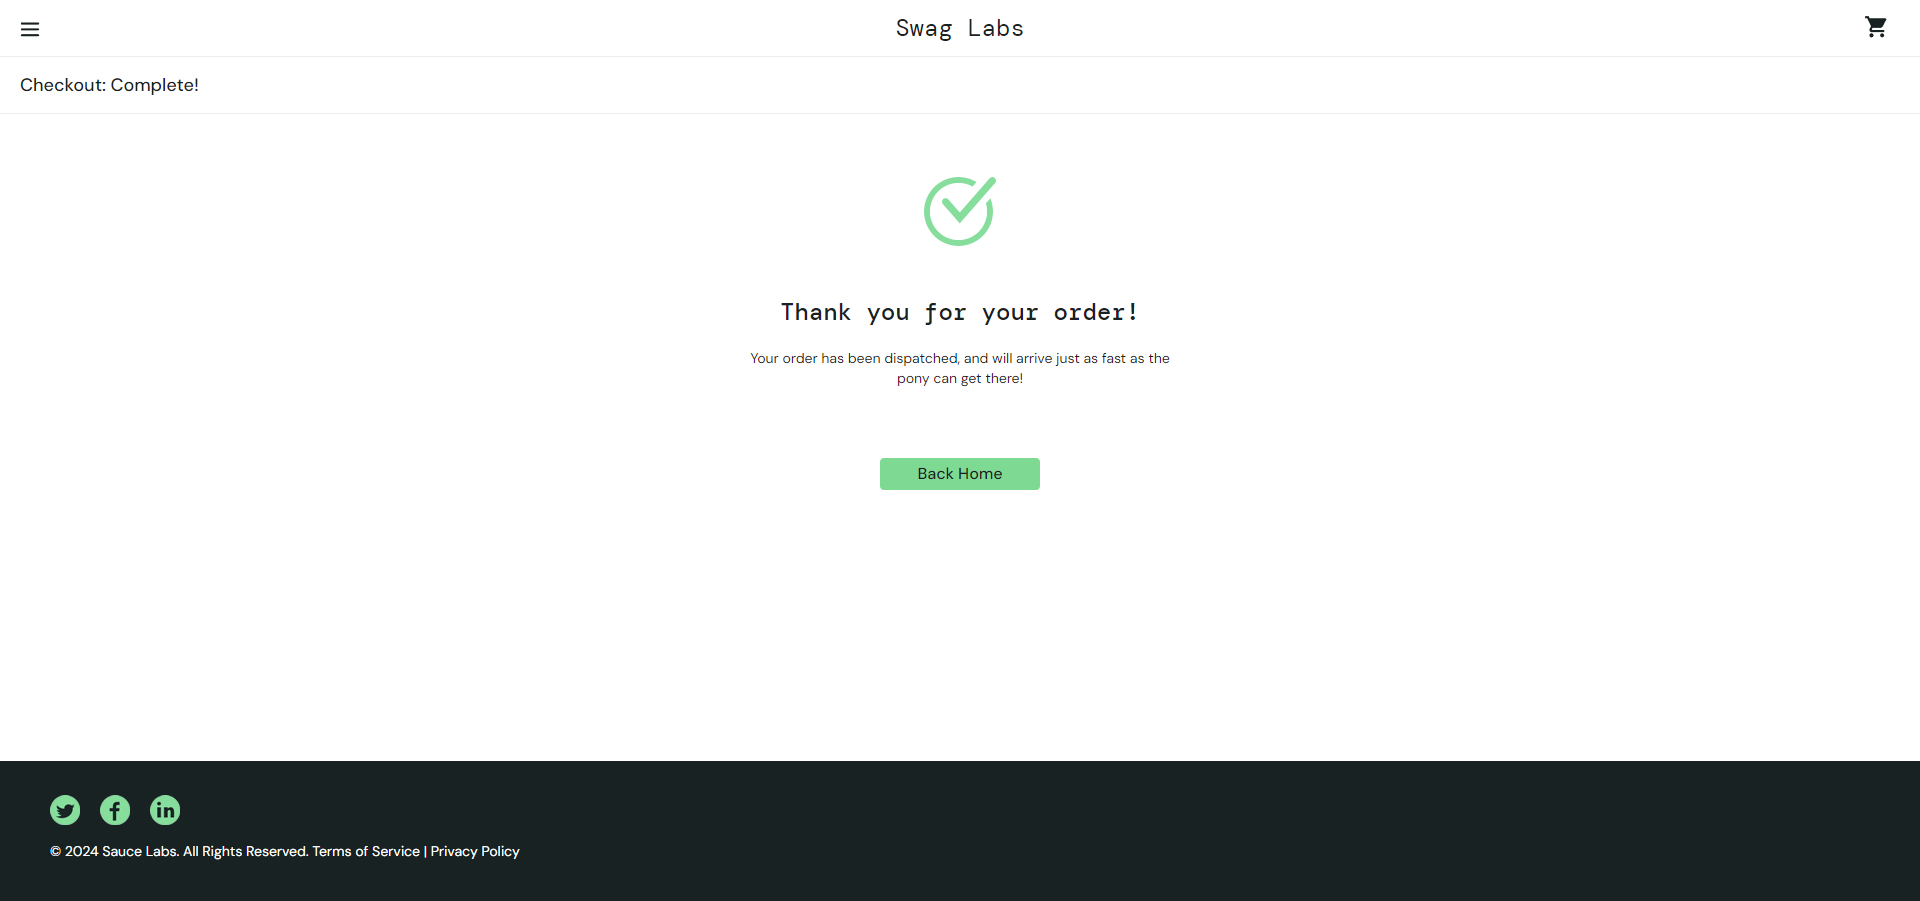 Swag Labs
Checkout: Complete!
Thank you for your order!
Your order has been dispatched, and will arrive just as fast as the
pony can get there!
Back Home
© 2024 Sauce Labs. All Rights Reserved. Terms of Service | Privacy Policy